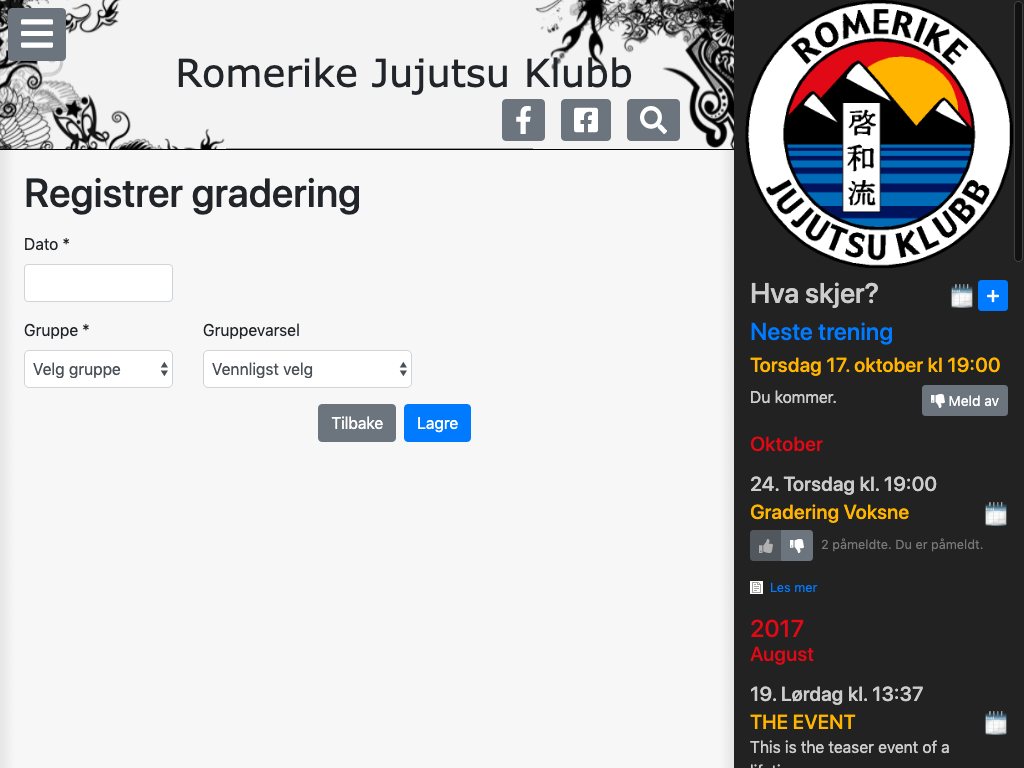 Romerike Jujutsu Klubb
Registrer gradering
Dato *
Gruppe *
Gruppevarsel
Velg gruppe
Vennligst velg
Tilbake
Lagre
ROMERIKE
啓和流
JUJUTSU KLUBB
Hva skjer?
Neste trening
Torsdag 17. oktober kl 19:00
Du kommer.
Meld av
Oktober
24. Torsdag kl. 19:00
Gradering Voksne
2 påmeldte. Du er påmeldt.
Les mer
2017
August
19. Lørdag kl. 13:37
THE EVENT
This is the teaser event of a